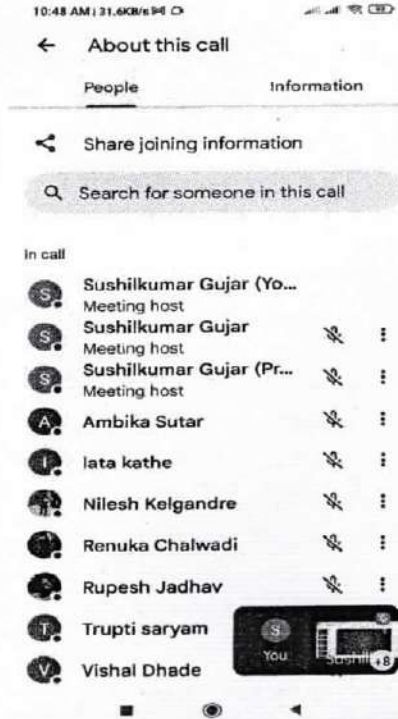 10:48 AM | 31.6KB/s
← About this call
People Information
Share joining information
Search for someone in this call
In call
S Sushilkumar Gujar (Yo...
Meeting host
S Sushilkumar Gujar
Meeting host
S Sushilkumar Gujar (Pr...
Meeting host
A Ambika Sutar
l lata kathe
Nilesh Kelgandre
Renuka Chalwadi
Rupesh Jadhav
T Trupti saryam
V Vishal Dhade
S
You Sushil +8